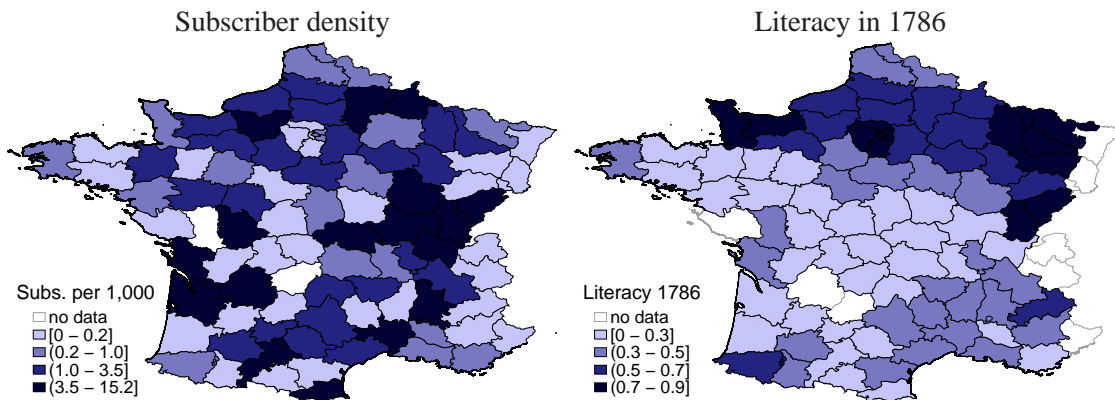 Subscriber density
Subs. per 1,000
no data
[0 − 0.2]
(0.2 − 1.0]
(1.0 − 3.5]
(3.5 − 15.2]
Literacy in 1786
Literacy 1786
no data
[0 − 0.3]
(0.3 − 0.5]
(0.5 − 0.7]
(0.7 − 0.9]